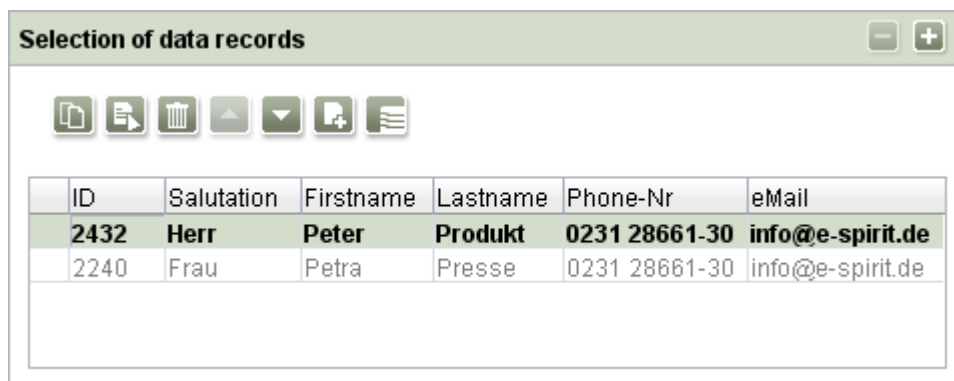 Selection of data records
ID Salutation Firstname Lastname Phone-Nr eMail
2432 Herr Peter Produkt 0231 28661-30 info@e-spirit.de
2240 Frau Petra Presse 0231 28661-30 info@e-spirit.de